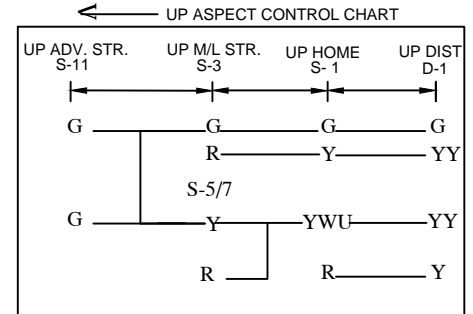 UP ASPECT CONTROL CHART
UP ADV. STR. UP M/L STR. UP HOME UP DIST
S-11 S-3 S- 1 D-1
G G G G
R Y YY
S-5/7
G Y YWU YY
R R Y